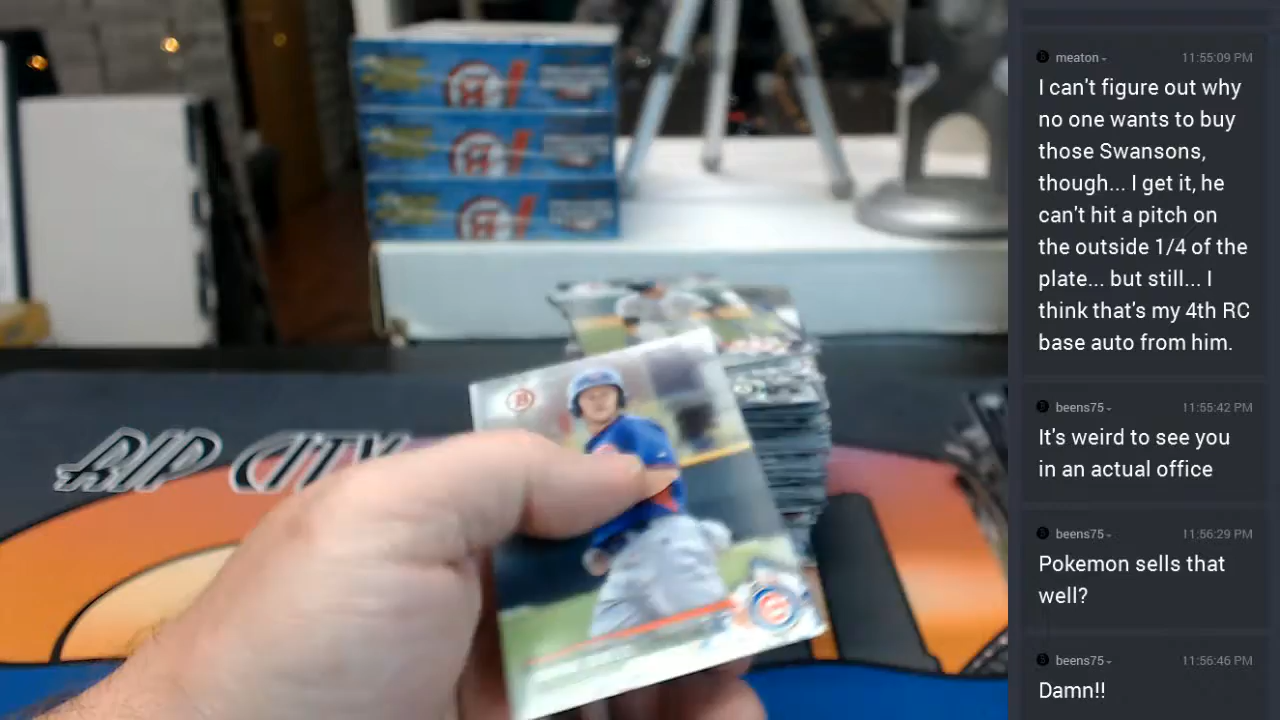 RIP CITY
B
meaton
11:55:09 PM
I can't figure out why
no one wants to buy
those Swansons,
though... I get it, he
can't hit a pitch on
the outside 1/4 of the
plate... but still... I
think that's my 4th RC
base auto from him.
beens75
11:55:42 PM
It's weird to see you
in an actual office
beens75
11:56:29 PM
Pokemon sells that
well?
beens75
11:56:46 PM
Damn!!